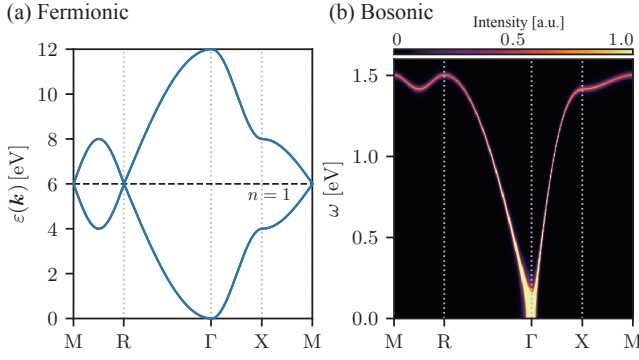 (a) Fermionic
(b) Bosonic
Intensity [a.u.]
0 0.5 1.0
ε(k) [eV]
12
10
8
6
4
2
0
n = 1
M R Γ X M
ω [eV]
1.5
1.0
0.5
0.0
M R Γ X M